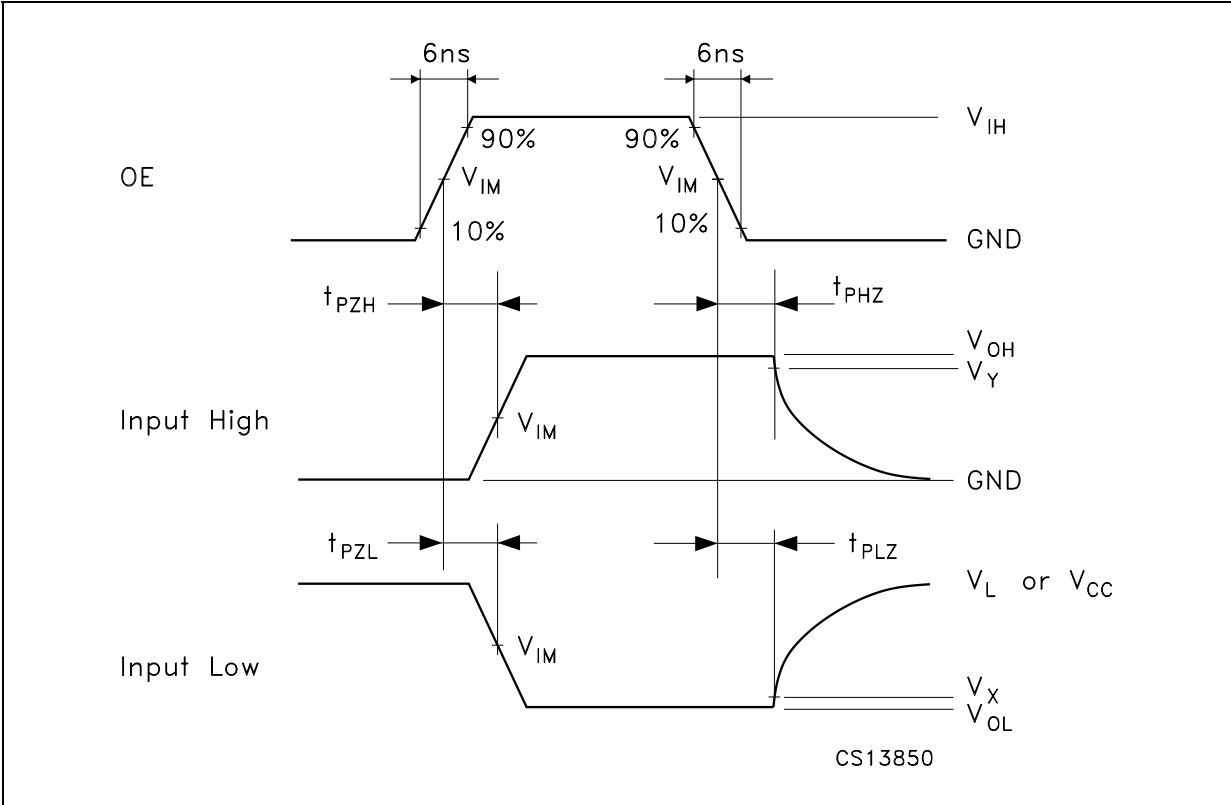 6ns 6ns
V_IH
90% 90%
OE V_IM V_IM
10% 10%
GND
t_PZH t_PHZ
V_OH
V_Y
Input High V_IM
GND
t_PZL t_PLZ
V_L or V_CC
V_IM
Input Low
V_X
V_OL
CS13850